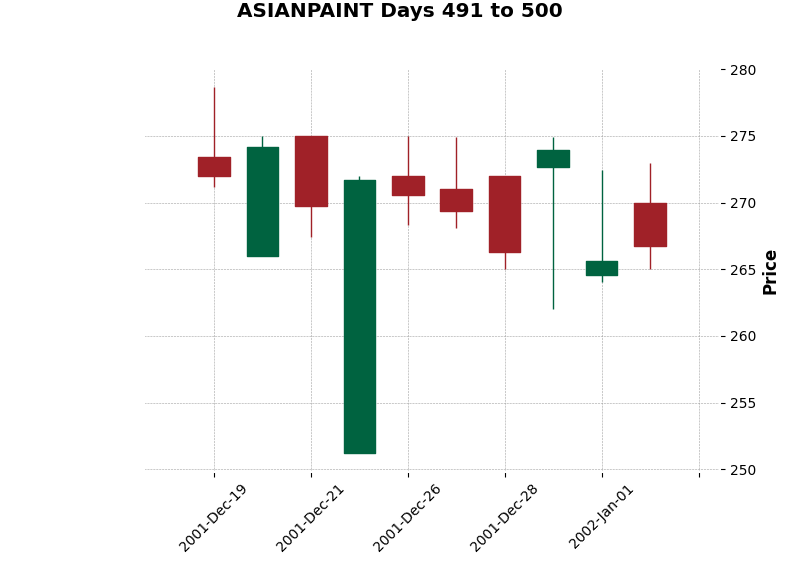 ASIANPAINT Days 491 to 500
280
275
270
265
260
255
250
Price
2001-Dec-19
2001-Dec-21
2001-Dec-26
2001-Dec-28
2002-Jan-01